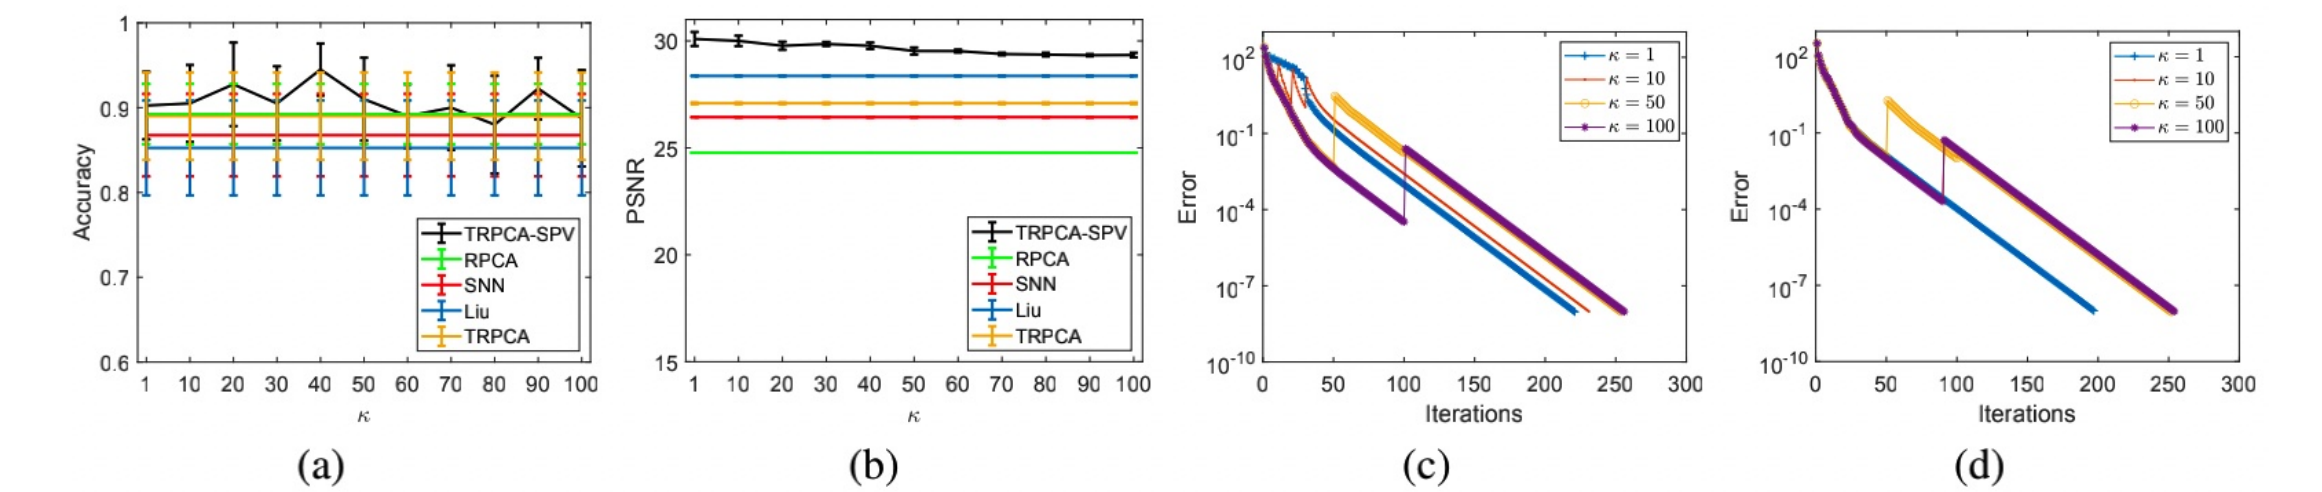 1
0.9
0.8
0.7
0.6
Accuracy
1 10 20 30 40 50 60 70 80 90 100
κ
TRPCA-SPV
RPCA
SNN
Liu
TRPCA
(a)
30
25
20
15
PSNR
1 10 20 30 40 50 60 70 80 90 100
κ
TRPCA-SPV
RPCA
SNN
Liu
TRPCA
(b)
10^2
10^-1
10^-4
10^-7
10^-10
Error
0 50 100 150 200 250 300
Iterations
κ = 1
κ = 10
κ = 50
κ = 100
(c)
10^2
10^-1
10^-4
10^-7
10^-10
Error
0 50 100 150 200 250 300
Iterations
κ = 1
κ = 10
κ = 50
κ = 100
(d)